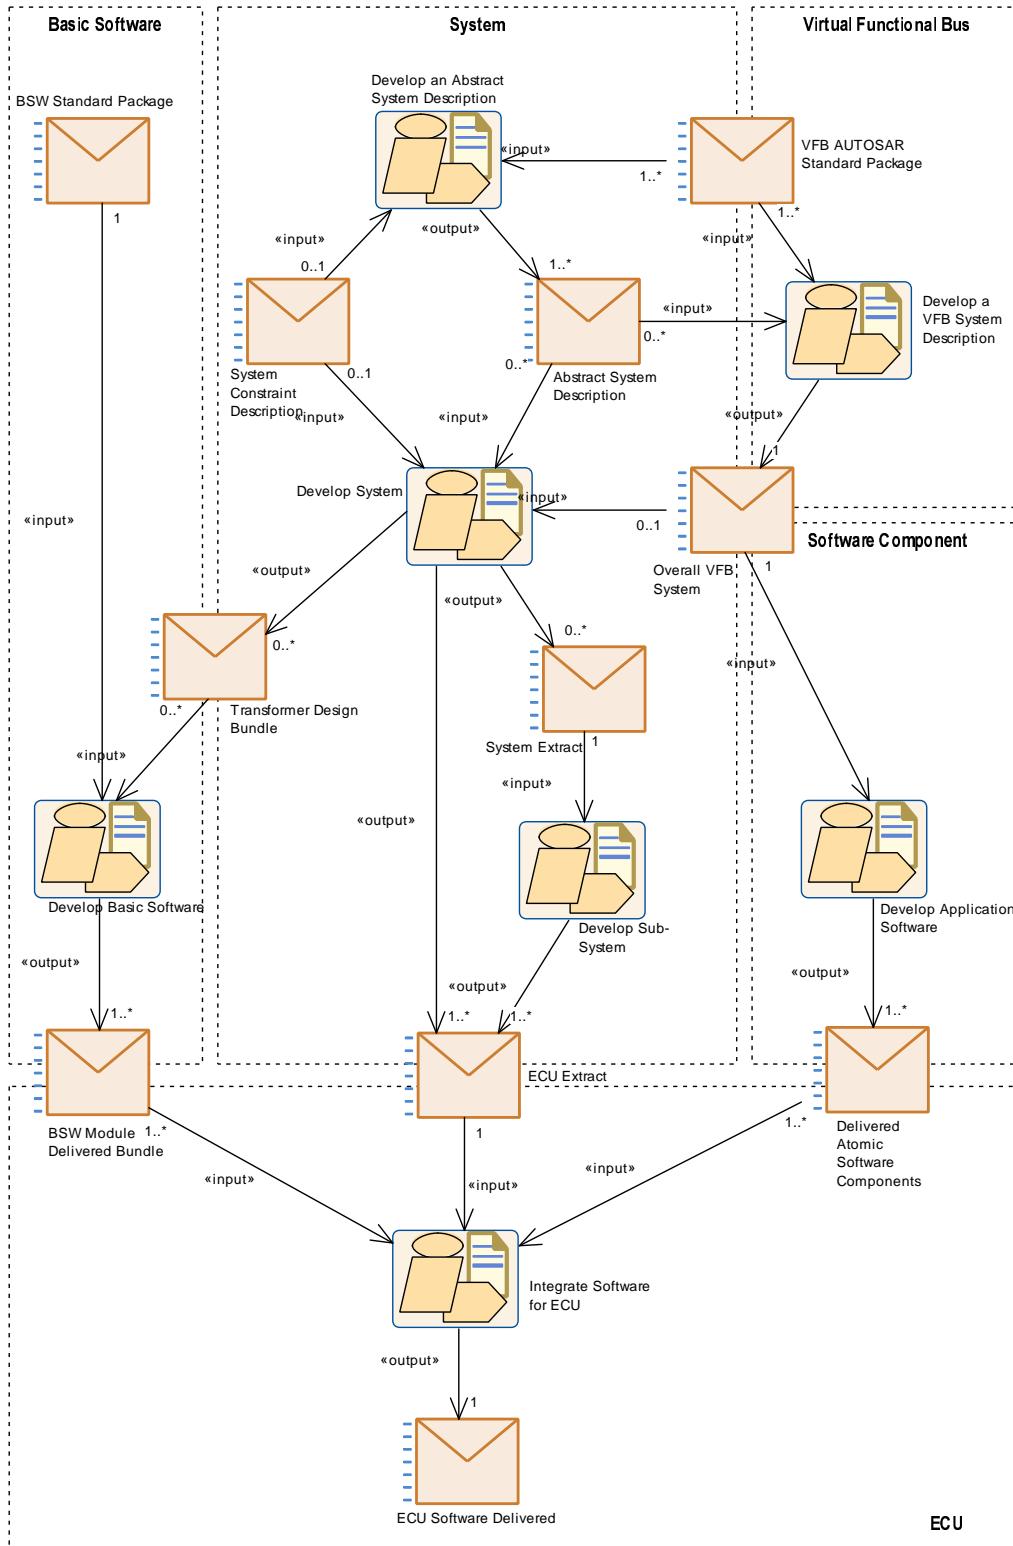 Basic Software
System
Virtual Functional Bus
Develop an Abstract
System Description
BSW Standard Package
VFB AUTOSAR
Standard Package
«input»
1..*
1
1..*
«input»
«output»
«input»
0..1
1..*
Develop a
VFB System
Description
«input»
0..*
0..1
0..*
System
Constraint
Description
Abstract System
Description
«input»
«input»
«output»
1
Develop System
«input»
«input»
0..1
Software Component
1
Overall VFB
System
«output»
«output»
0..*
0..*
«input»
0..*
Transformer Design
Bundle
System Extract
1
«input»
«input»
«output»
Develop Basic Software
Develop Application
Software
Develop Sub-
System
«output»
«output»
«output»
1..*
1..*
1..*
1..*
ECU Extract
1..*
1
1..*
BSW Module
Delivered Bundle
Delivered
Atomic
Software
Components
«input»
«input»
«input»
Integrate Software
for ECU
«output»
1
ECU Software Delivered
ECU